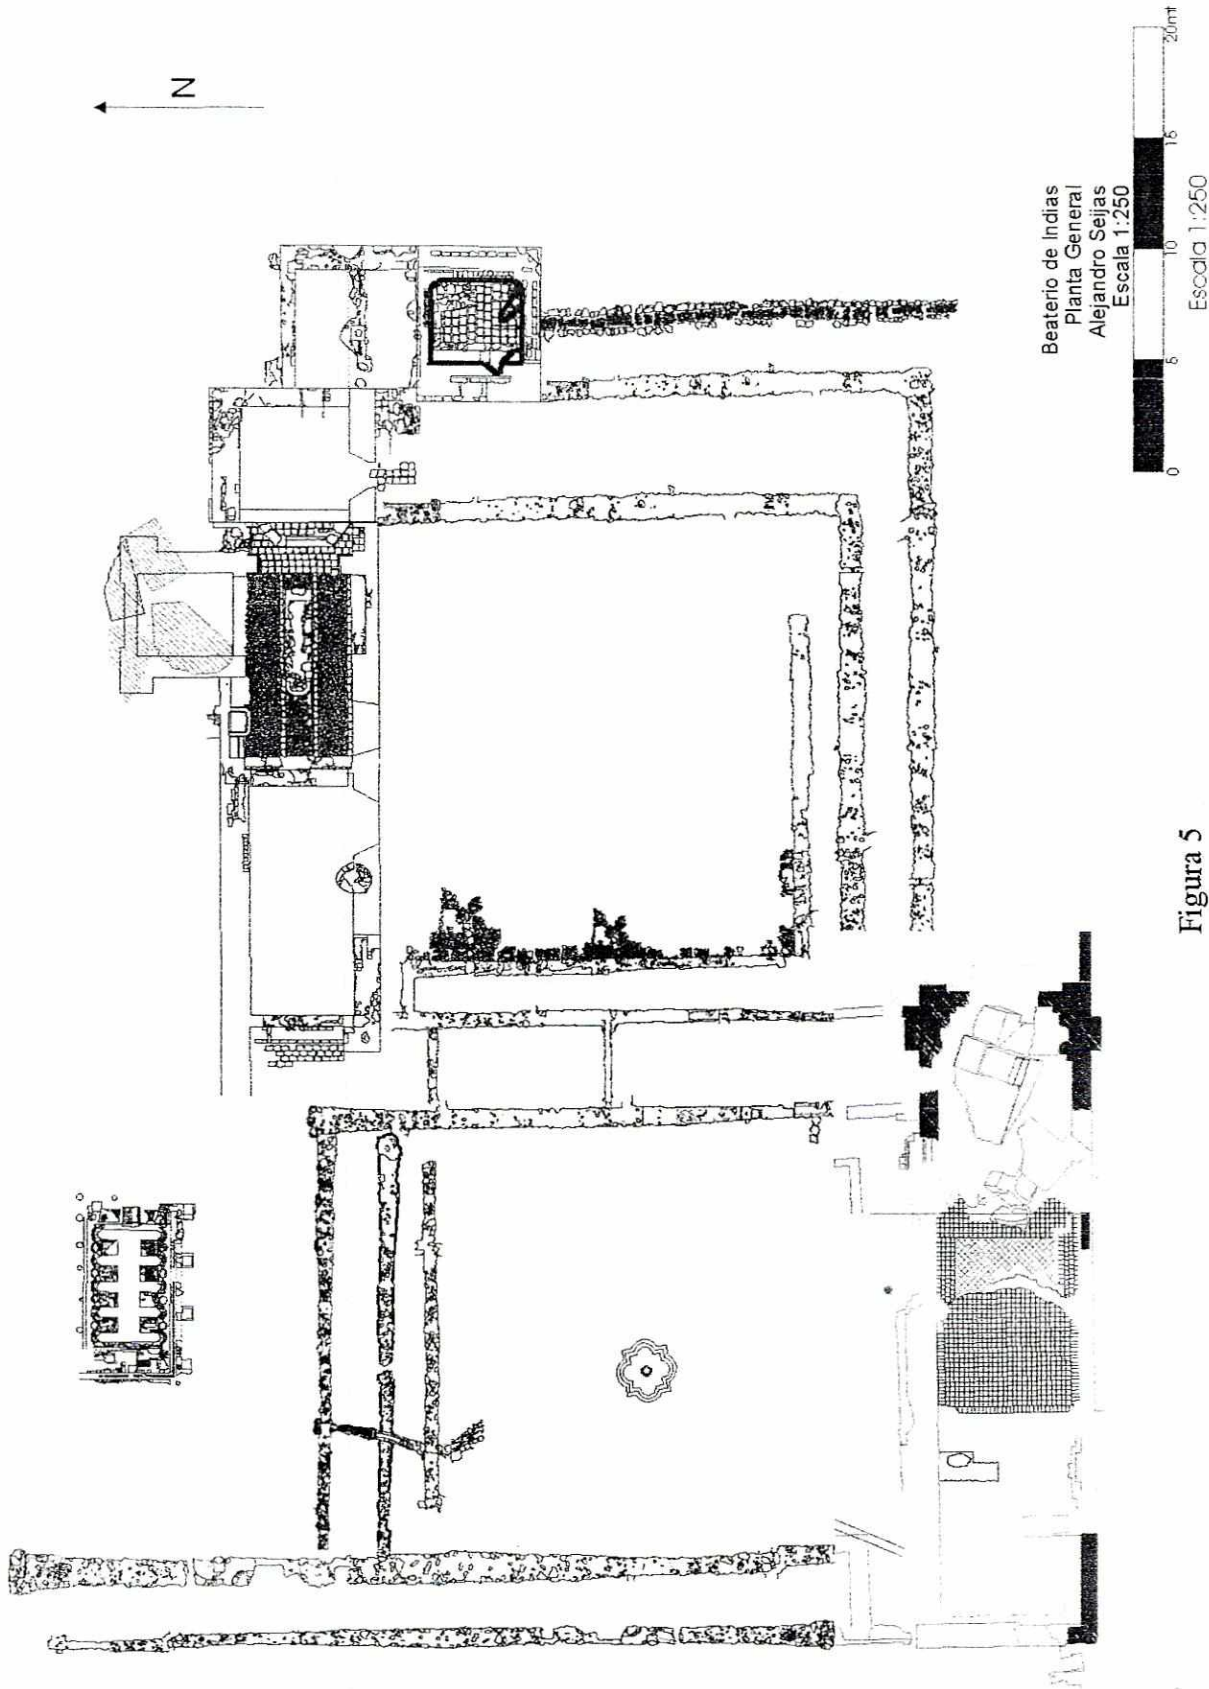 N
Beaterio de Indias
Planta General
Alejandro Seijas
Escala 1:250
0 5 10 15 20mt
Escala 1:250
Figura 5